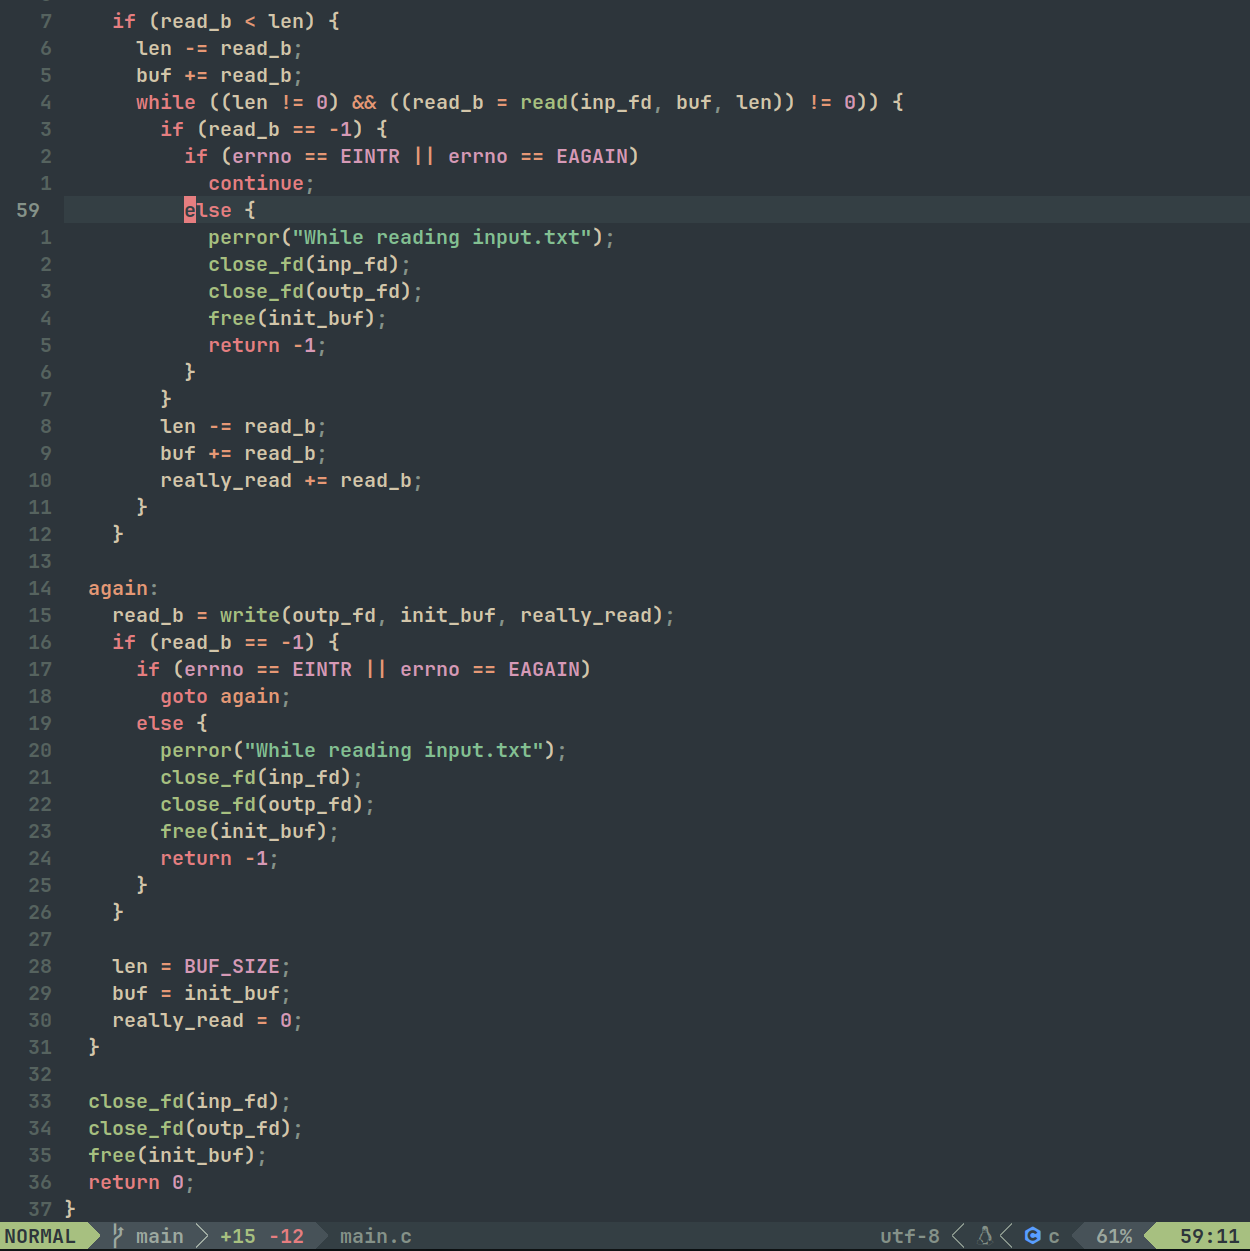 7     if (read_b < len) {
6       len -= read_b;
5       buf += read_b;
4       while ((len != 0) && ((read_b = read(inp_fd, buf, len)) != 0)) {
3         if (read_b == -1) {
2           if (errno == EINTR || errno == EAGAIN)
1             continue;
59           else {
1             perror("While reading input.txt");
2             close_fd(inp_fd);
3             close_fd(outp_fd);
4             free(init_buf);
5             return -1;
6           }
7         }
8         len -= read_b;
9         buf += read_b;
10         really_read += read_b;
11       }
12     }
13
14   again:
15     read_b = write(outp_fd, init_buf, really_read);
16     if (read_b == -1) {
17       if (errno == EINTR || errno == EAGAIN)
18         goto again;
19       else {
20         perror("While reading input.txt");
21         close_fd(inp_fd);
22         close_fd(outp_fd);
23         free(init_buf);
24         return -1;
25       }
26     }
27
28     len = BUF_SIZE;
29     buf = init_buf;
30     really_read = 0;
31   }
32
33   close_fd(inp_fd);
34   close_fd(outp_fd);
35   free(init_buf);
36   return 0;
37 }
NORMAL main +15 -12 main.c utf-8 c 61% 59:11